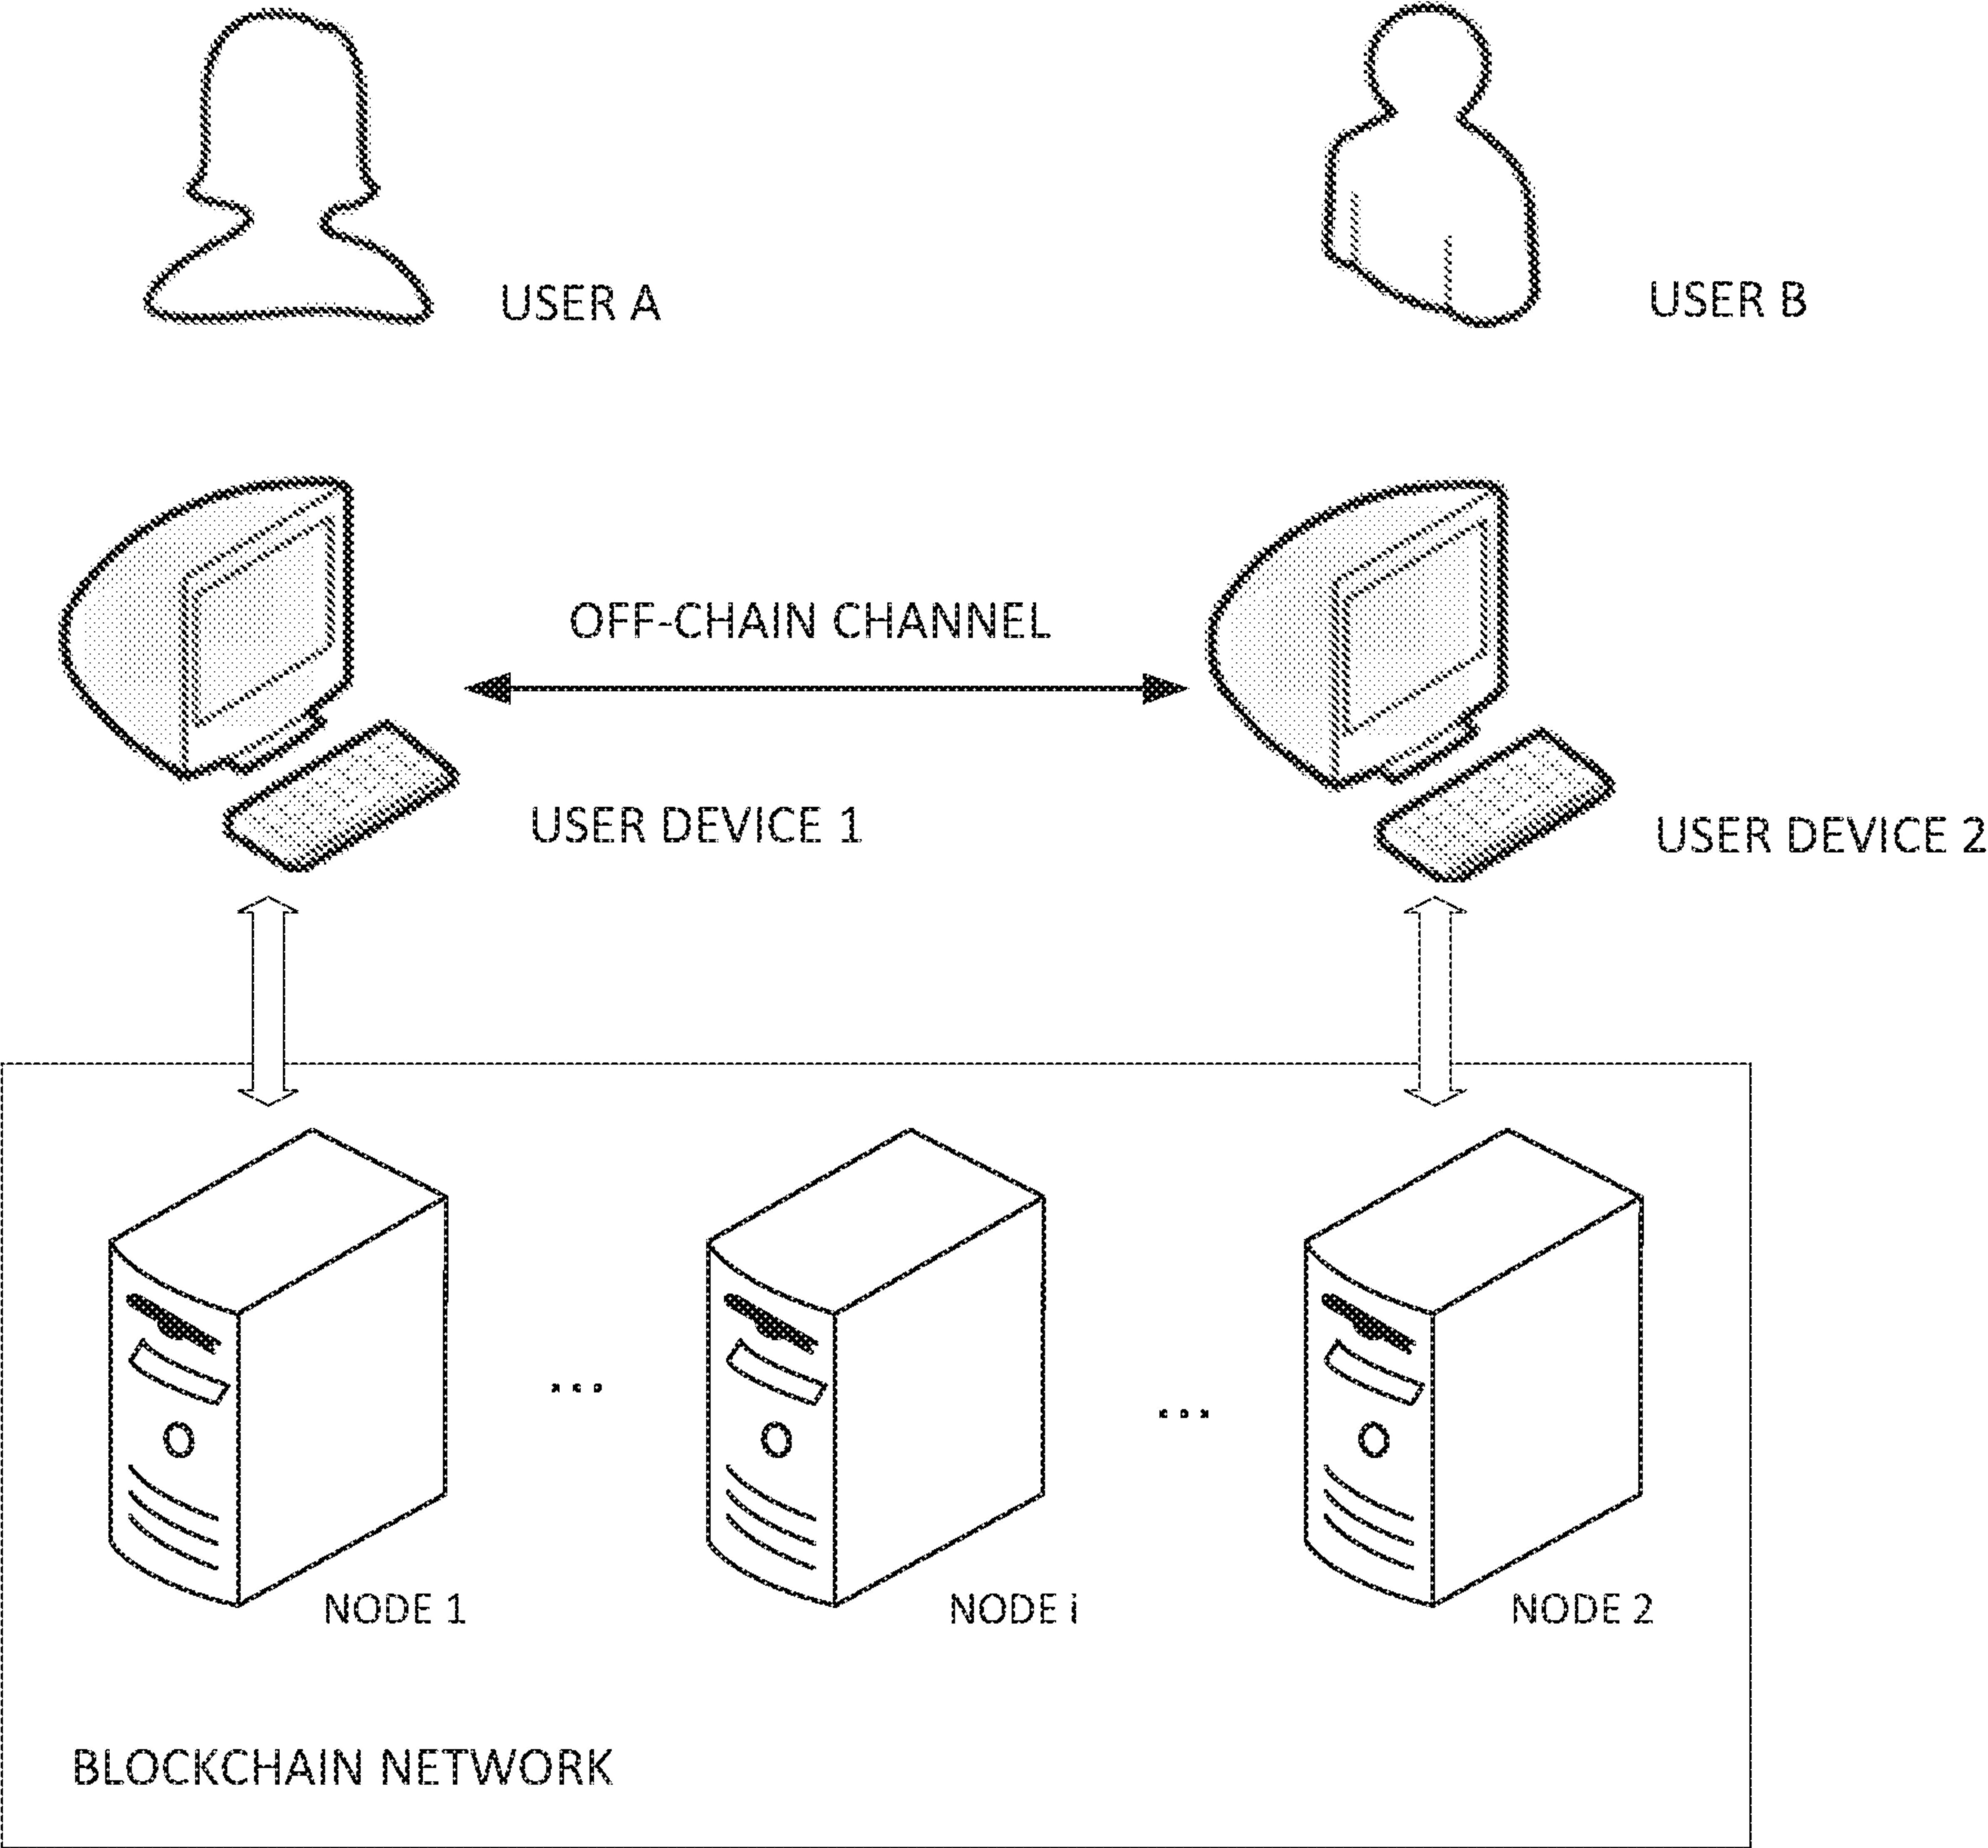 USER A
USER B
OFF-CHAIN CHANNEL
USER DEVICE 1
USER DEVICE 2
...
...
NODE 1
NODE i
NODE 2
BLOCKCHAIN NETWORK